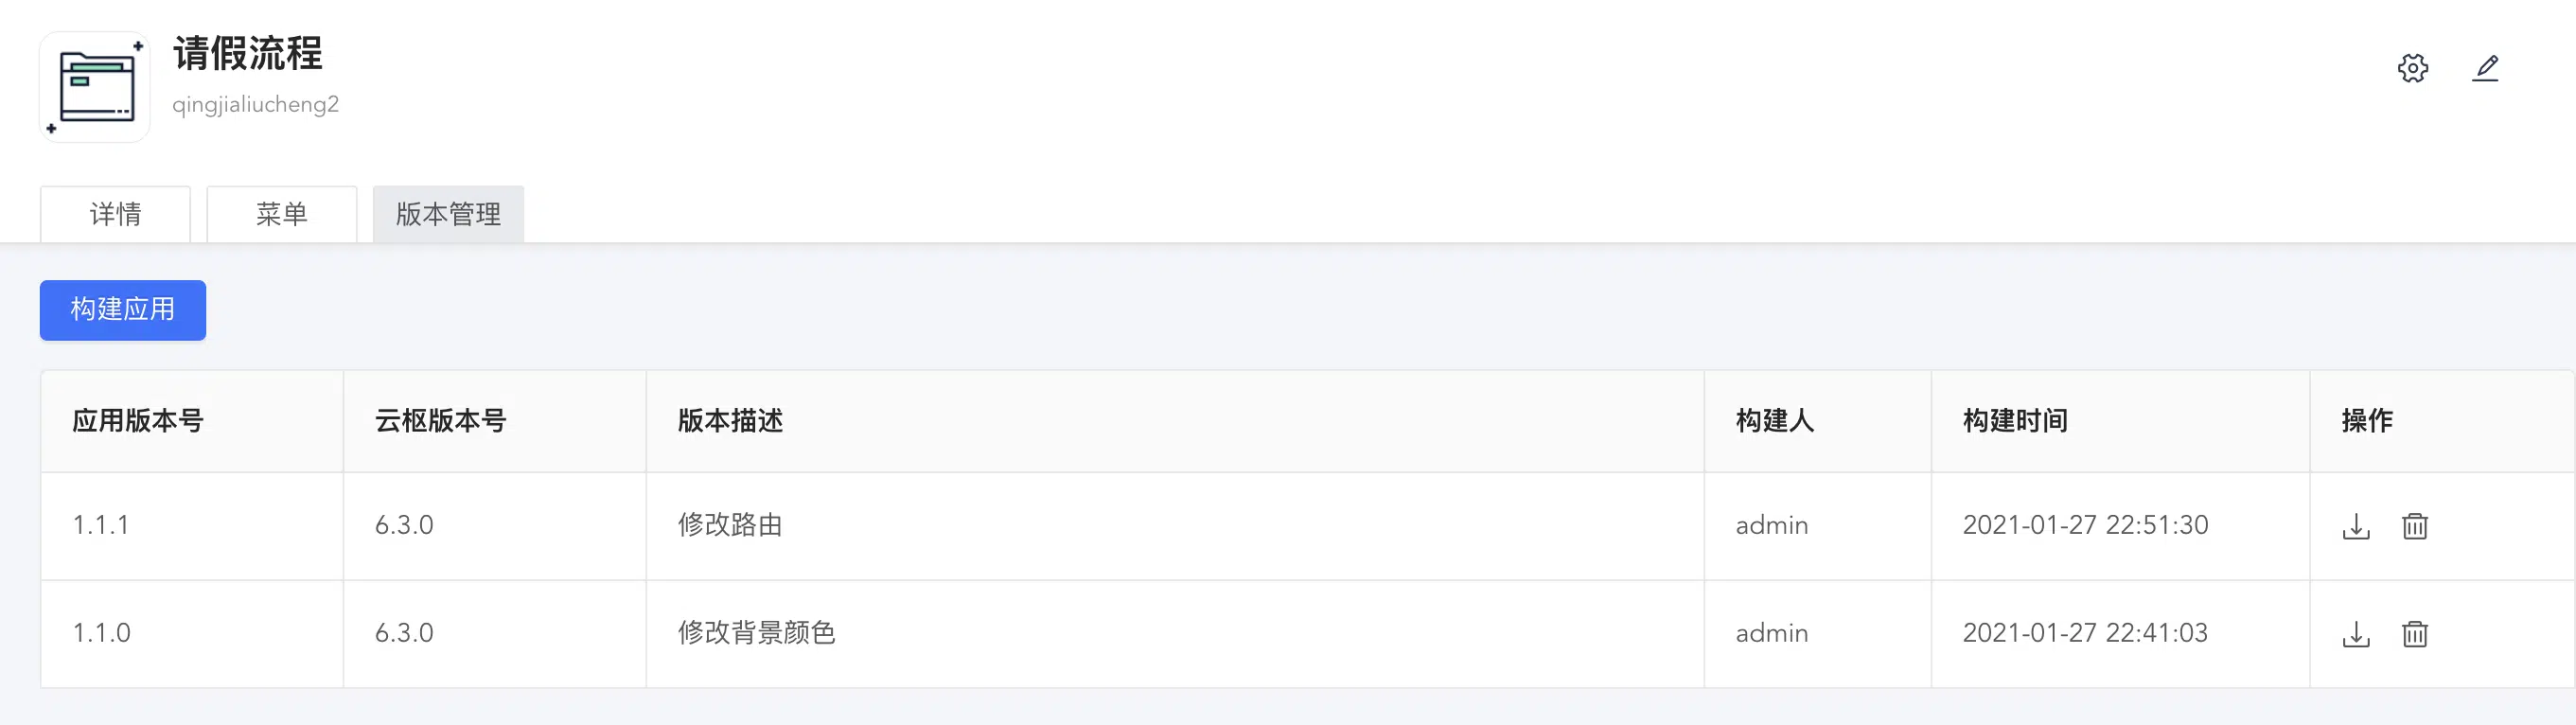 请假流程
qingjialiucheng2
详情 菜单 版本管理
构建应用
应用版本号 云枢版本号 版本描述 构建人 构建时间 操作
1.1.1 6.3.0 修改路由 admin 2021-01-27 22:51:30
1.1.0 6.3.0 修改背景颜色 admin 2021-01-27 22:41:03